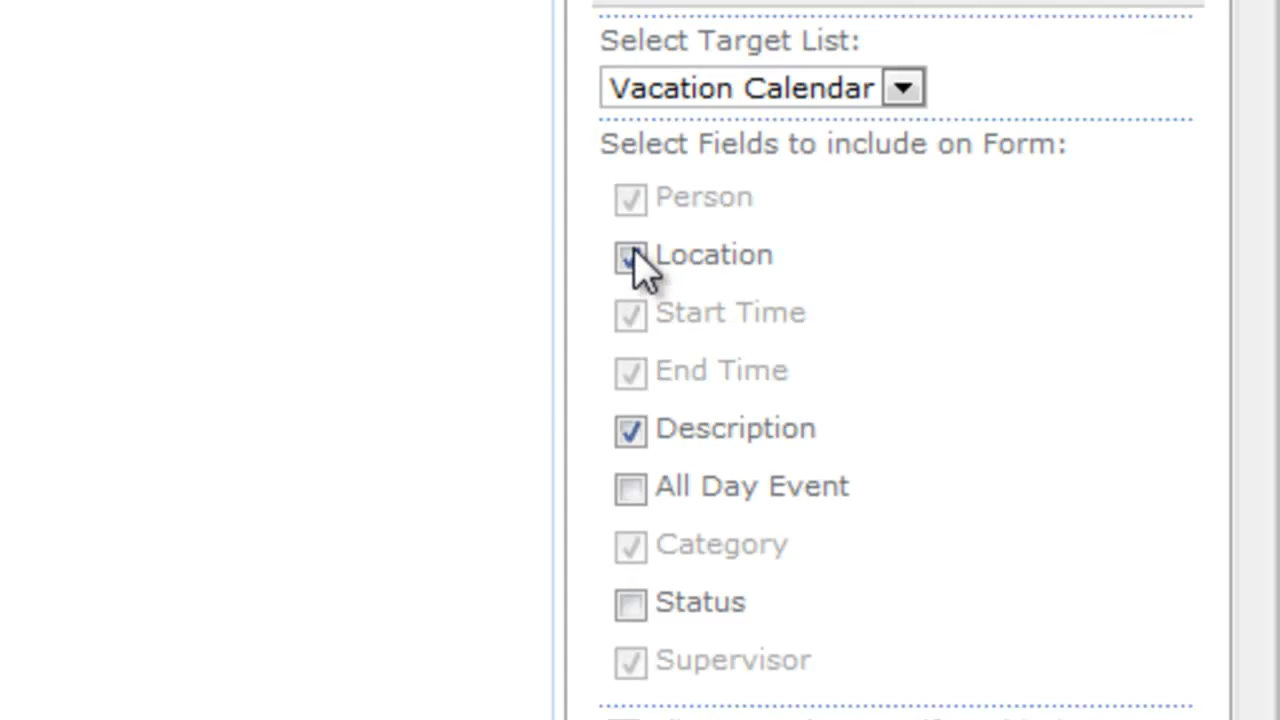 Select Target List:
Vacation Calendar
Select Fields to include on Form:
Person
Location
Start Time
End Time
Description
All Day Event
Category
Status
Supervisor